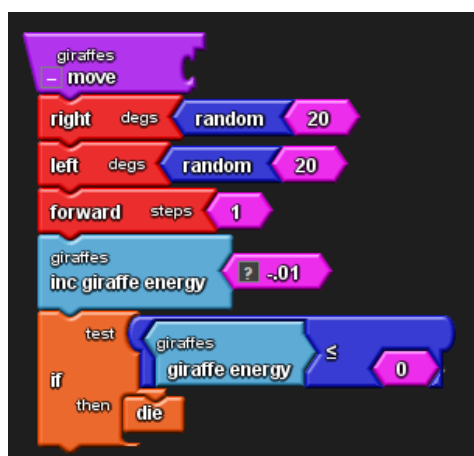 giraffes
– move
right degs random 20
left degs random 20
forward steps 1
giraffes
inc giraffe energy ? -.01
test giraffes
giraffe energy ≤ 0
if
then die